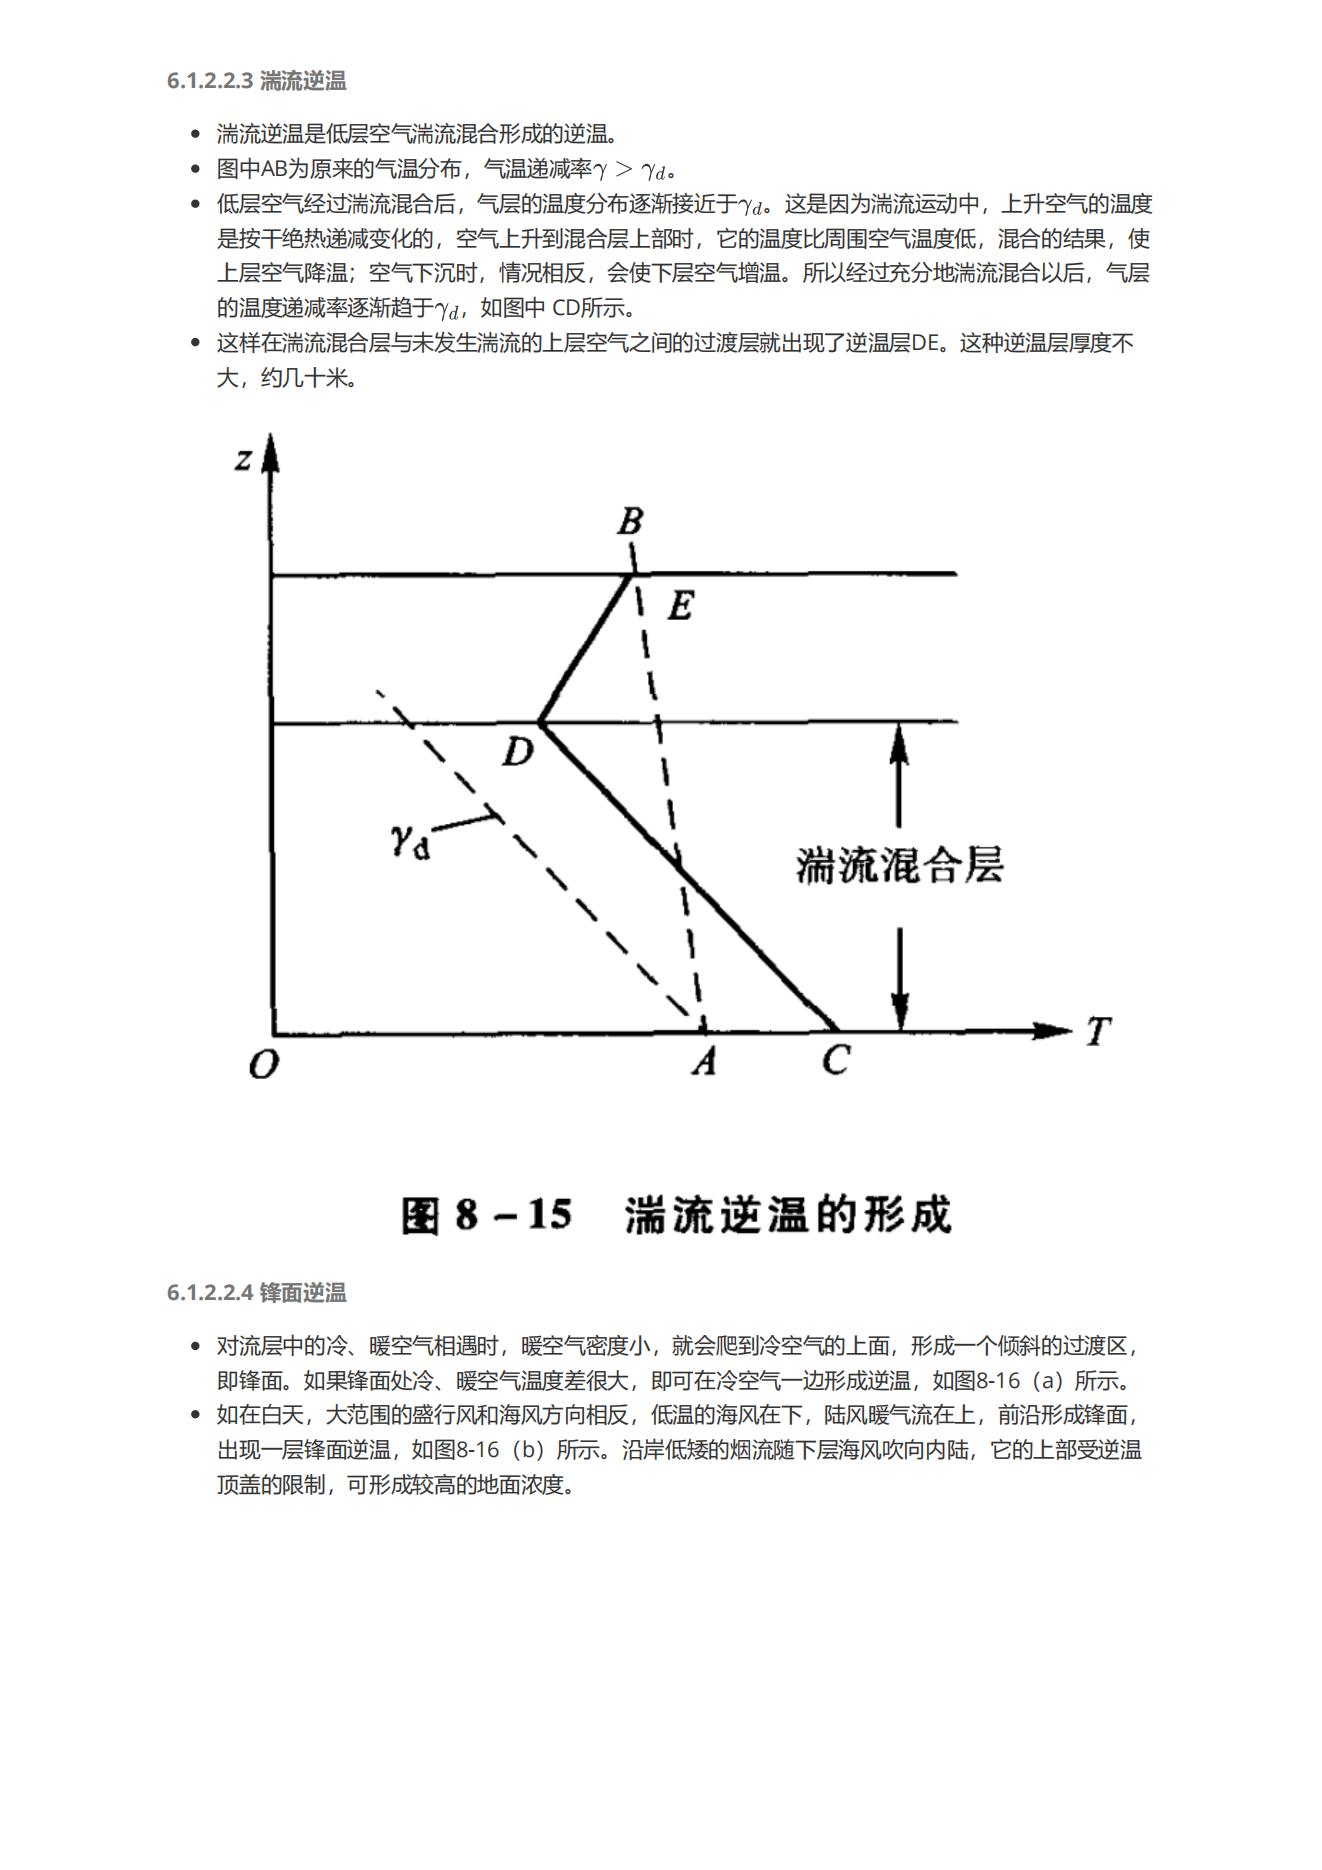 6.1.2.2.3 湍流逆温
湍流逆温是低层空气湍流混合形成的逆温。
图中AB为原来的气温分布，气温递减率γ > γd。
低层空气经过湍流混合后，气层的温度分布逐渐接近于γd。这是因为湍流运动中，上升空气的温度
是按干绝热递减变化的，空气上升到混合层上部时，它的温度比周围空气温度低，混合的结果，使
上层空气降温；空气下沉时，情况相反，会使下层空气增温。所以经过充分地湍流混合以后，气层
的温度递减率逐渐趋于γd，如图中 CD所示。
这样在湍流混合层与未发生湍流的上层空气之间的过渡层就出现了逆温层DE。这种逆温层厚度不
大，约几十米。
z
B
E
D
γd
湍流混合层
T
O
A
C
图 8－15 湍流逆温的形成
6.1.2.2.4 锋面逆温
对流层中的冷、暖空气相遇时，暖空气密度小，就会爬到冷空气的上面，形成一个倾斜的过渡区，
即锋面。如果锋面处冷、暖空气温度差很大，即可在冷空气一边形成逆温，如图8-16（a）所示。
如在白天，大范围的盛行风和海风方向相反，低温的海风在下，陆风暖气流在上，前沿形成锋面，
出现一层锋面逆温，如图8-16（b）所示。沿岸低矮的烟流随下层海风吹向内陆，它的上部受逆温
顶盖的限制，可形成较高的地面浓度。